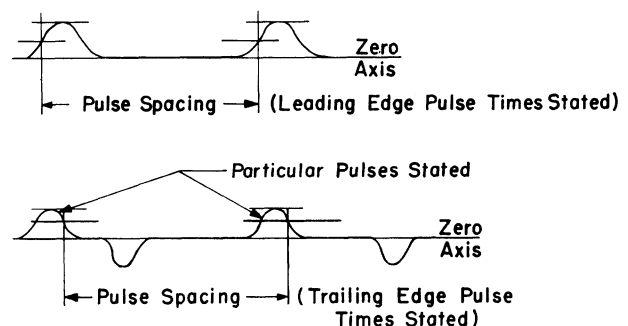 Zero
Axis
Pulse Spacing (Leading Edge Pulse Times Stated)
Particular Pulses Stated
Zero
Axis
Pulse Spacing (Trailing Edge Pulse
Times Stated)